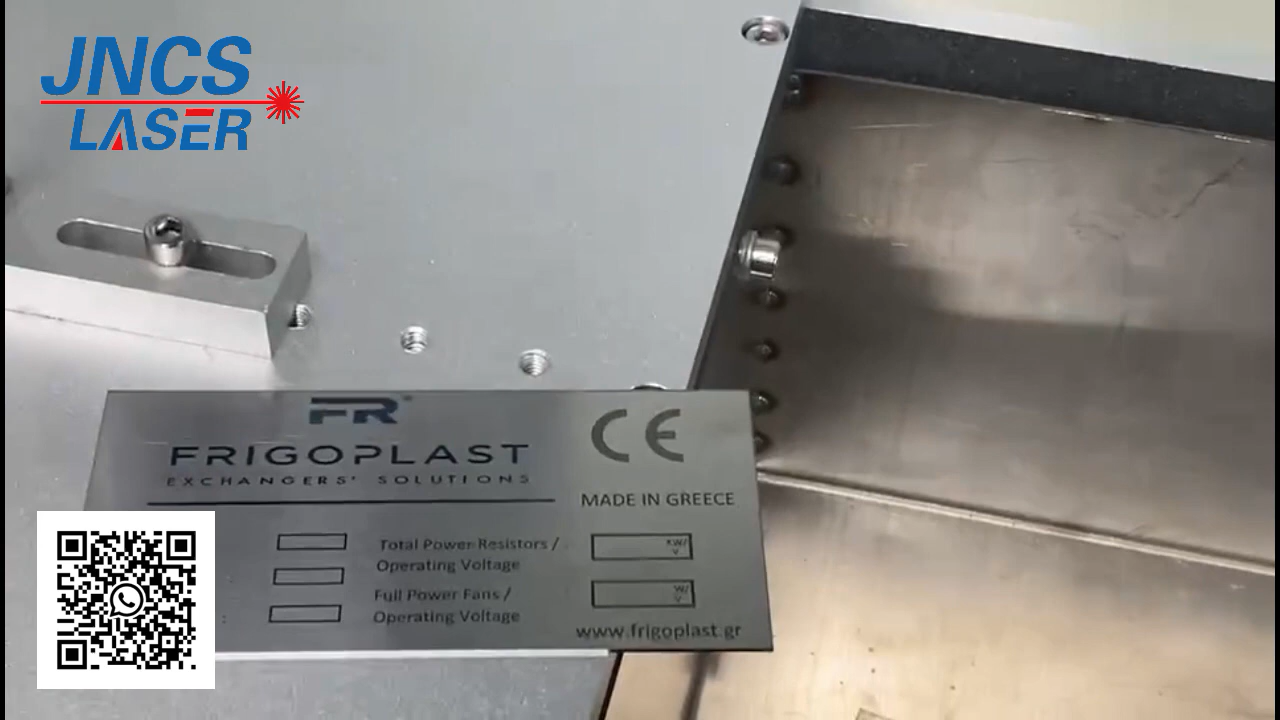 JNCS
LASER
FR
FRIGOPLAST
EXCHANGERS' SOLUTIONS
CE
MADE IN GREECE
Total Power Resistors /
Operating Voltage
KW/
V
Full Power Fans /
Operating Voltage
W/
V
www.frigoplast.gr